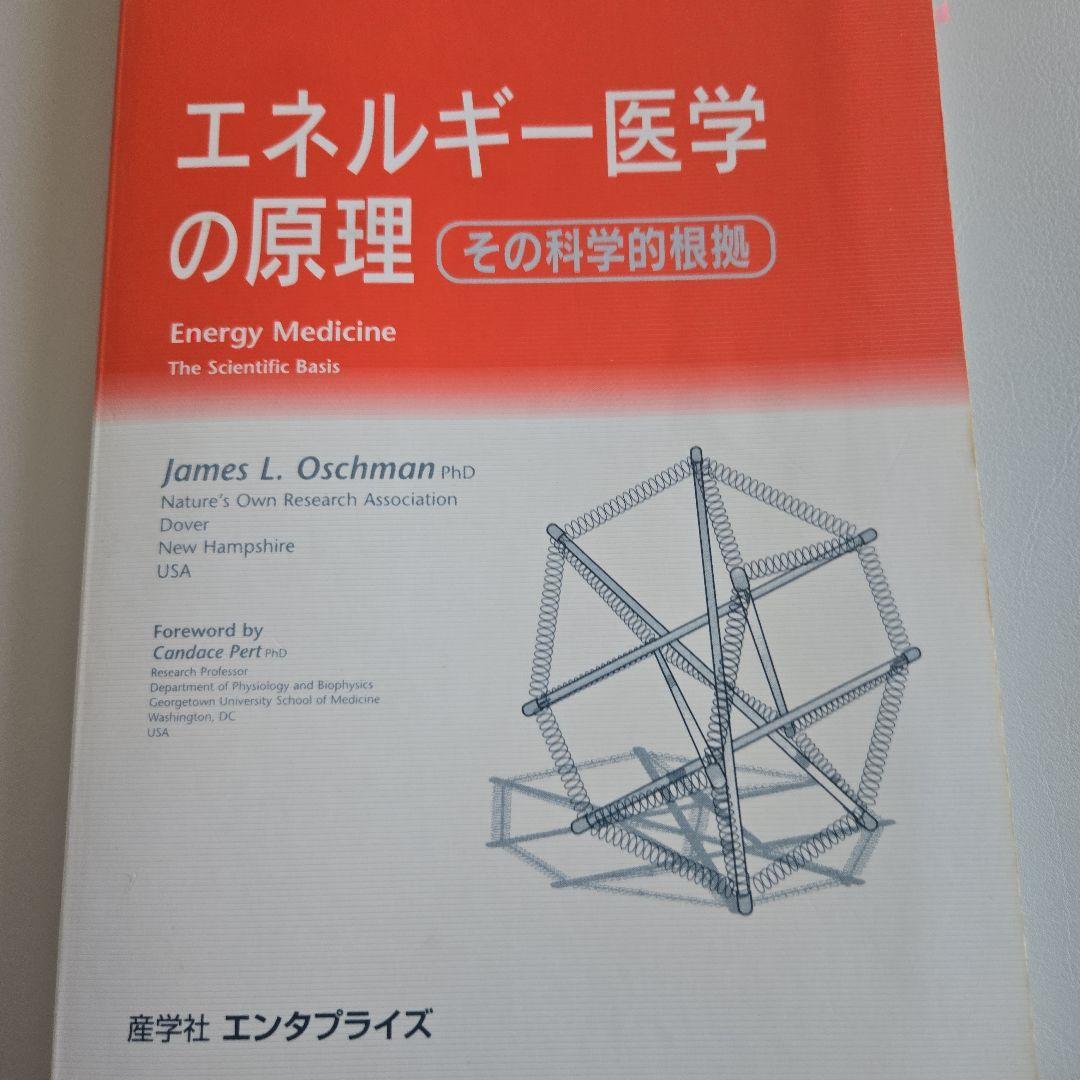 エネルギー医学
の原理 その科学的根拠
Energy Medicine
The Scientific Basis
James L. Oschman PhD
Nature's Own Research Association
Dover
New Hampshire
USA
Foreword by
Candace Pert PhD
Research Professor
Department of Physiology and Biophysics
Georgetown University School of Medicine
Washington, DC
USA
産学社 エンタプライズ